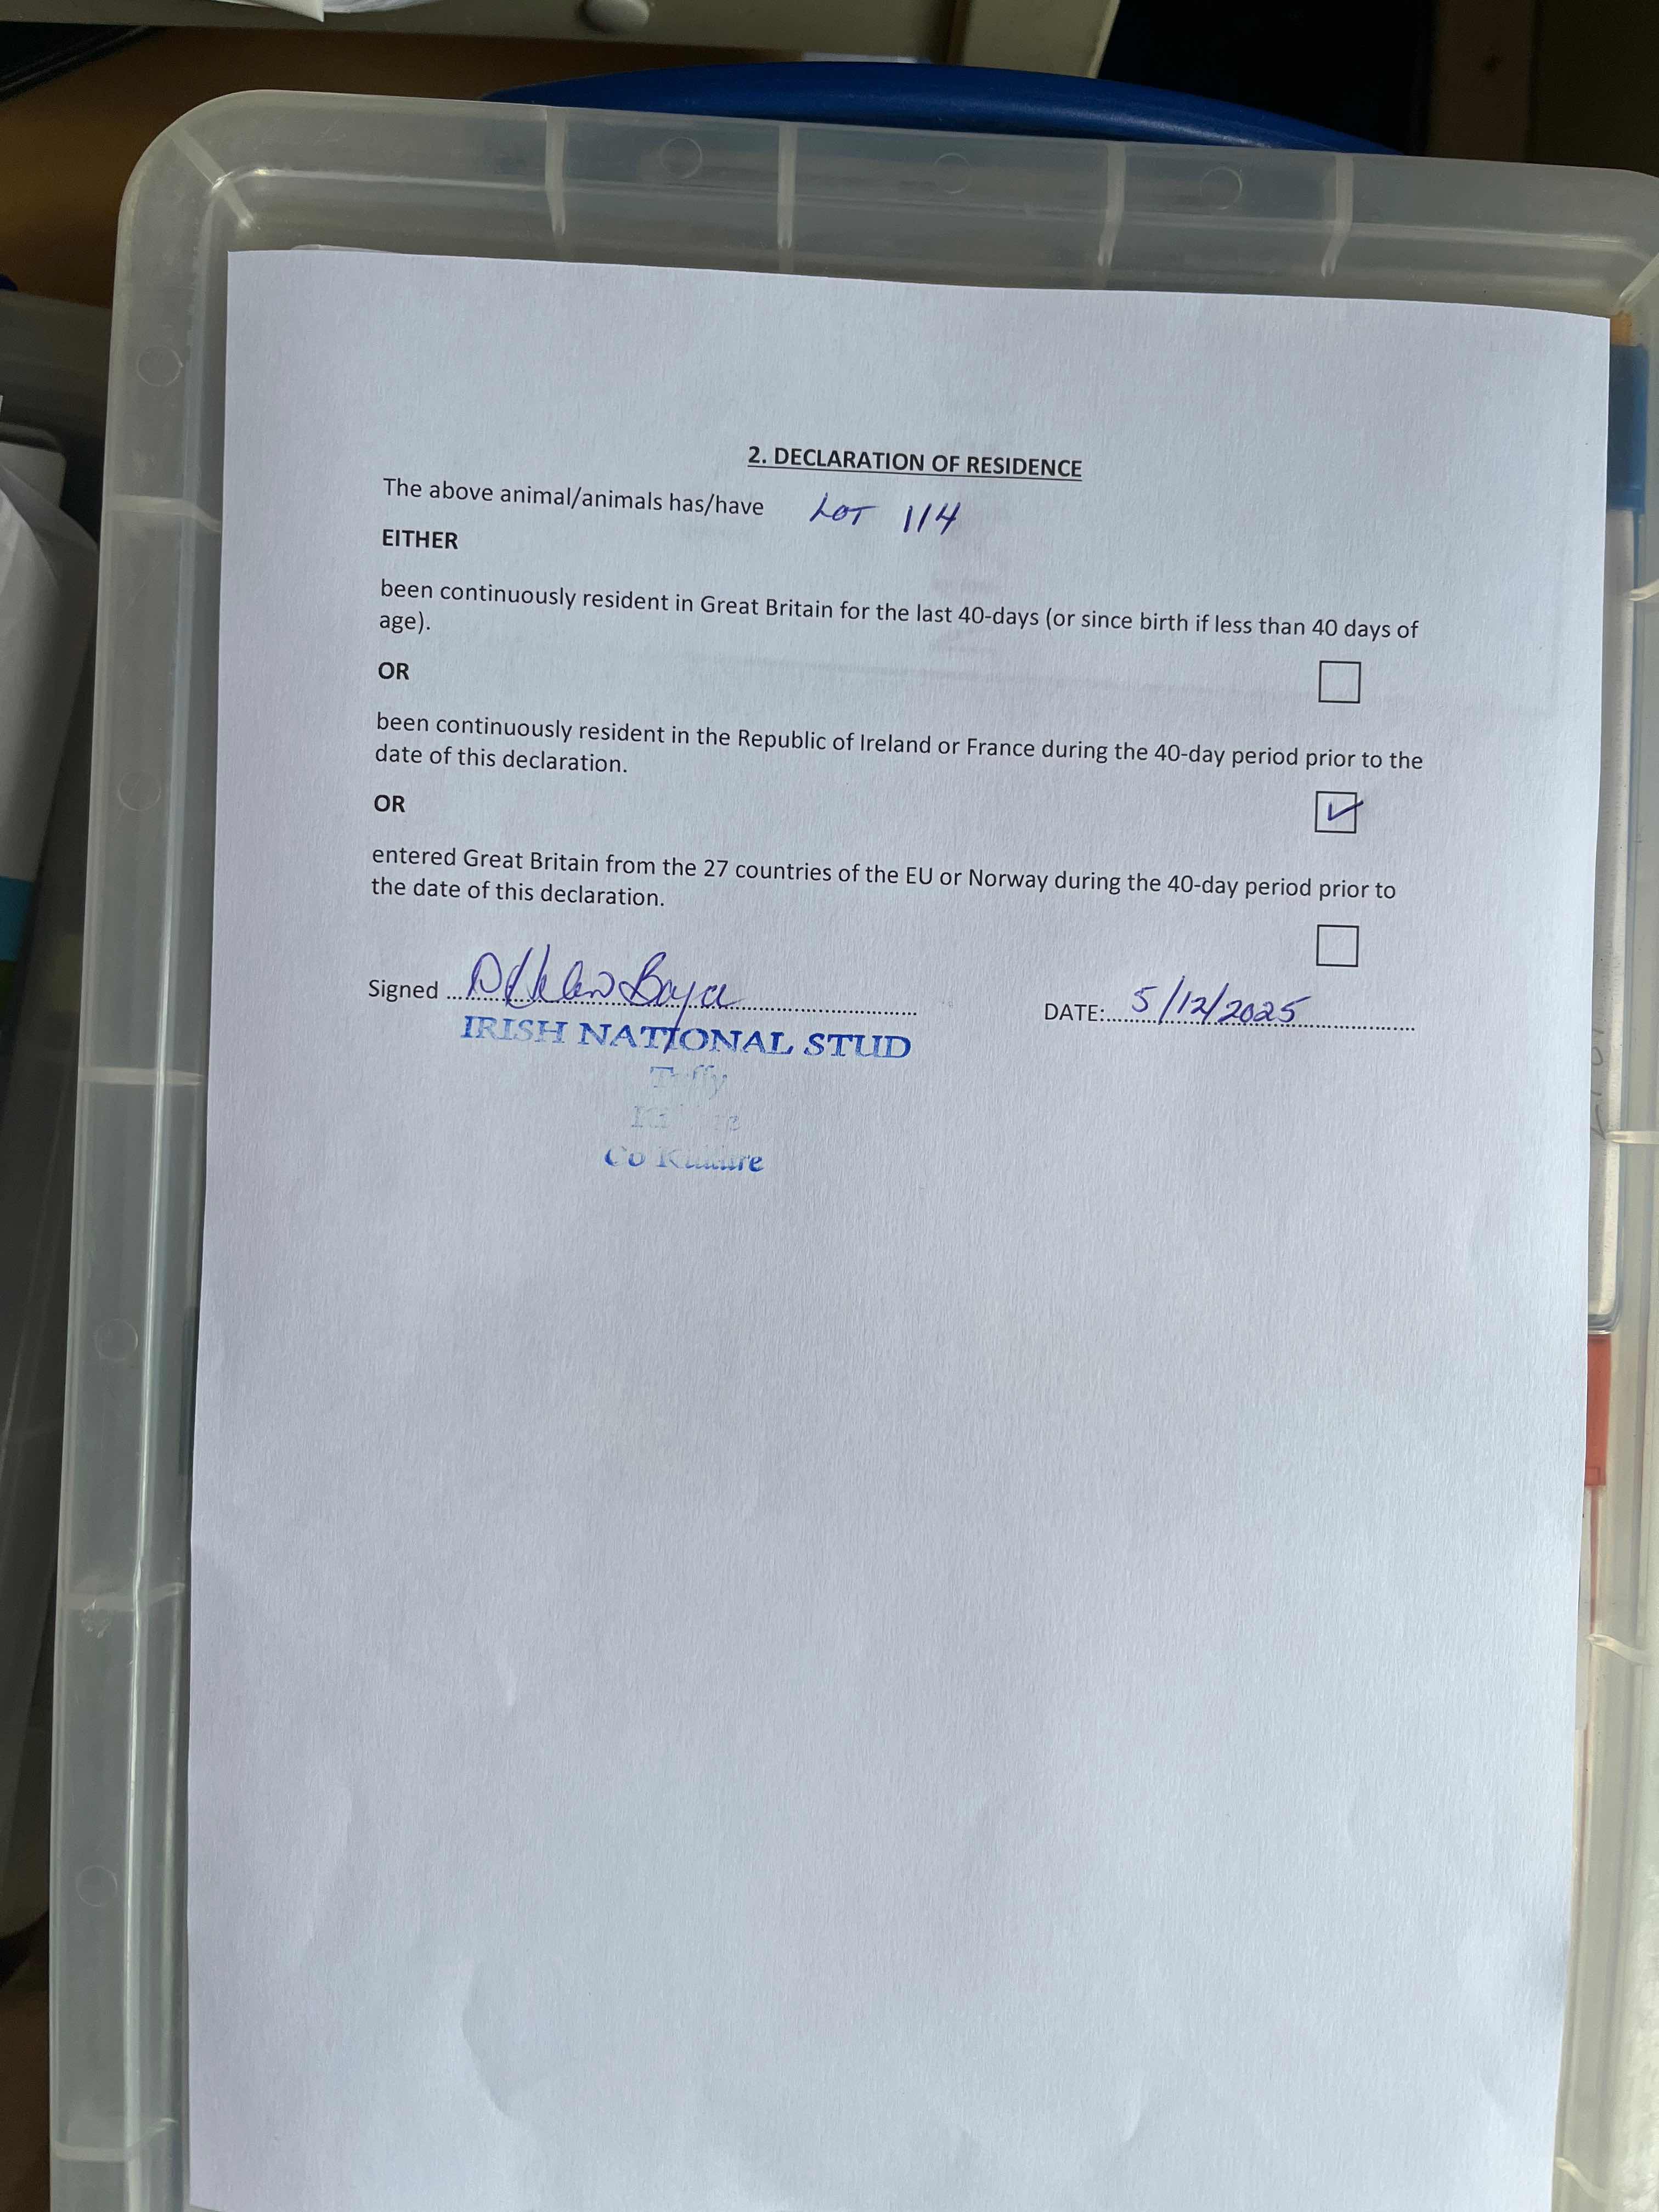 2. DECLARATION OF RESIDENCE
The above animal/animals has/have LOT 114
EITHER
been continuously resident in Great Britain for the last 40-days (or since birth if less than 40 days of
age).
OR
been continuously resident in the Republic of Ireland or France during the 40-day period prior to the
date of this declaration.
OR
entered Great Britain from the 27 countries of the EU or Norway during the 40-day period prior to
the date of this declaration.
Signed
DATE: 5/12/2025
IRISH NATIONAL STUD
Co Kildare